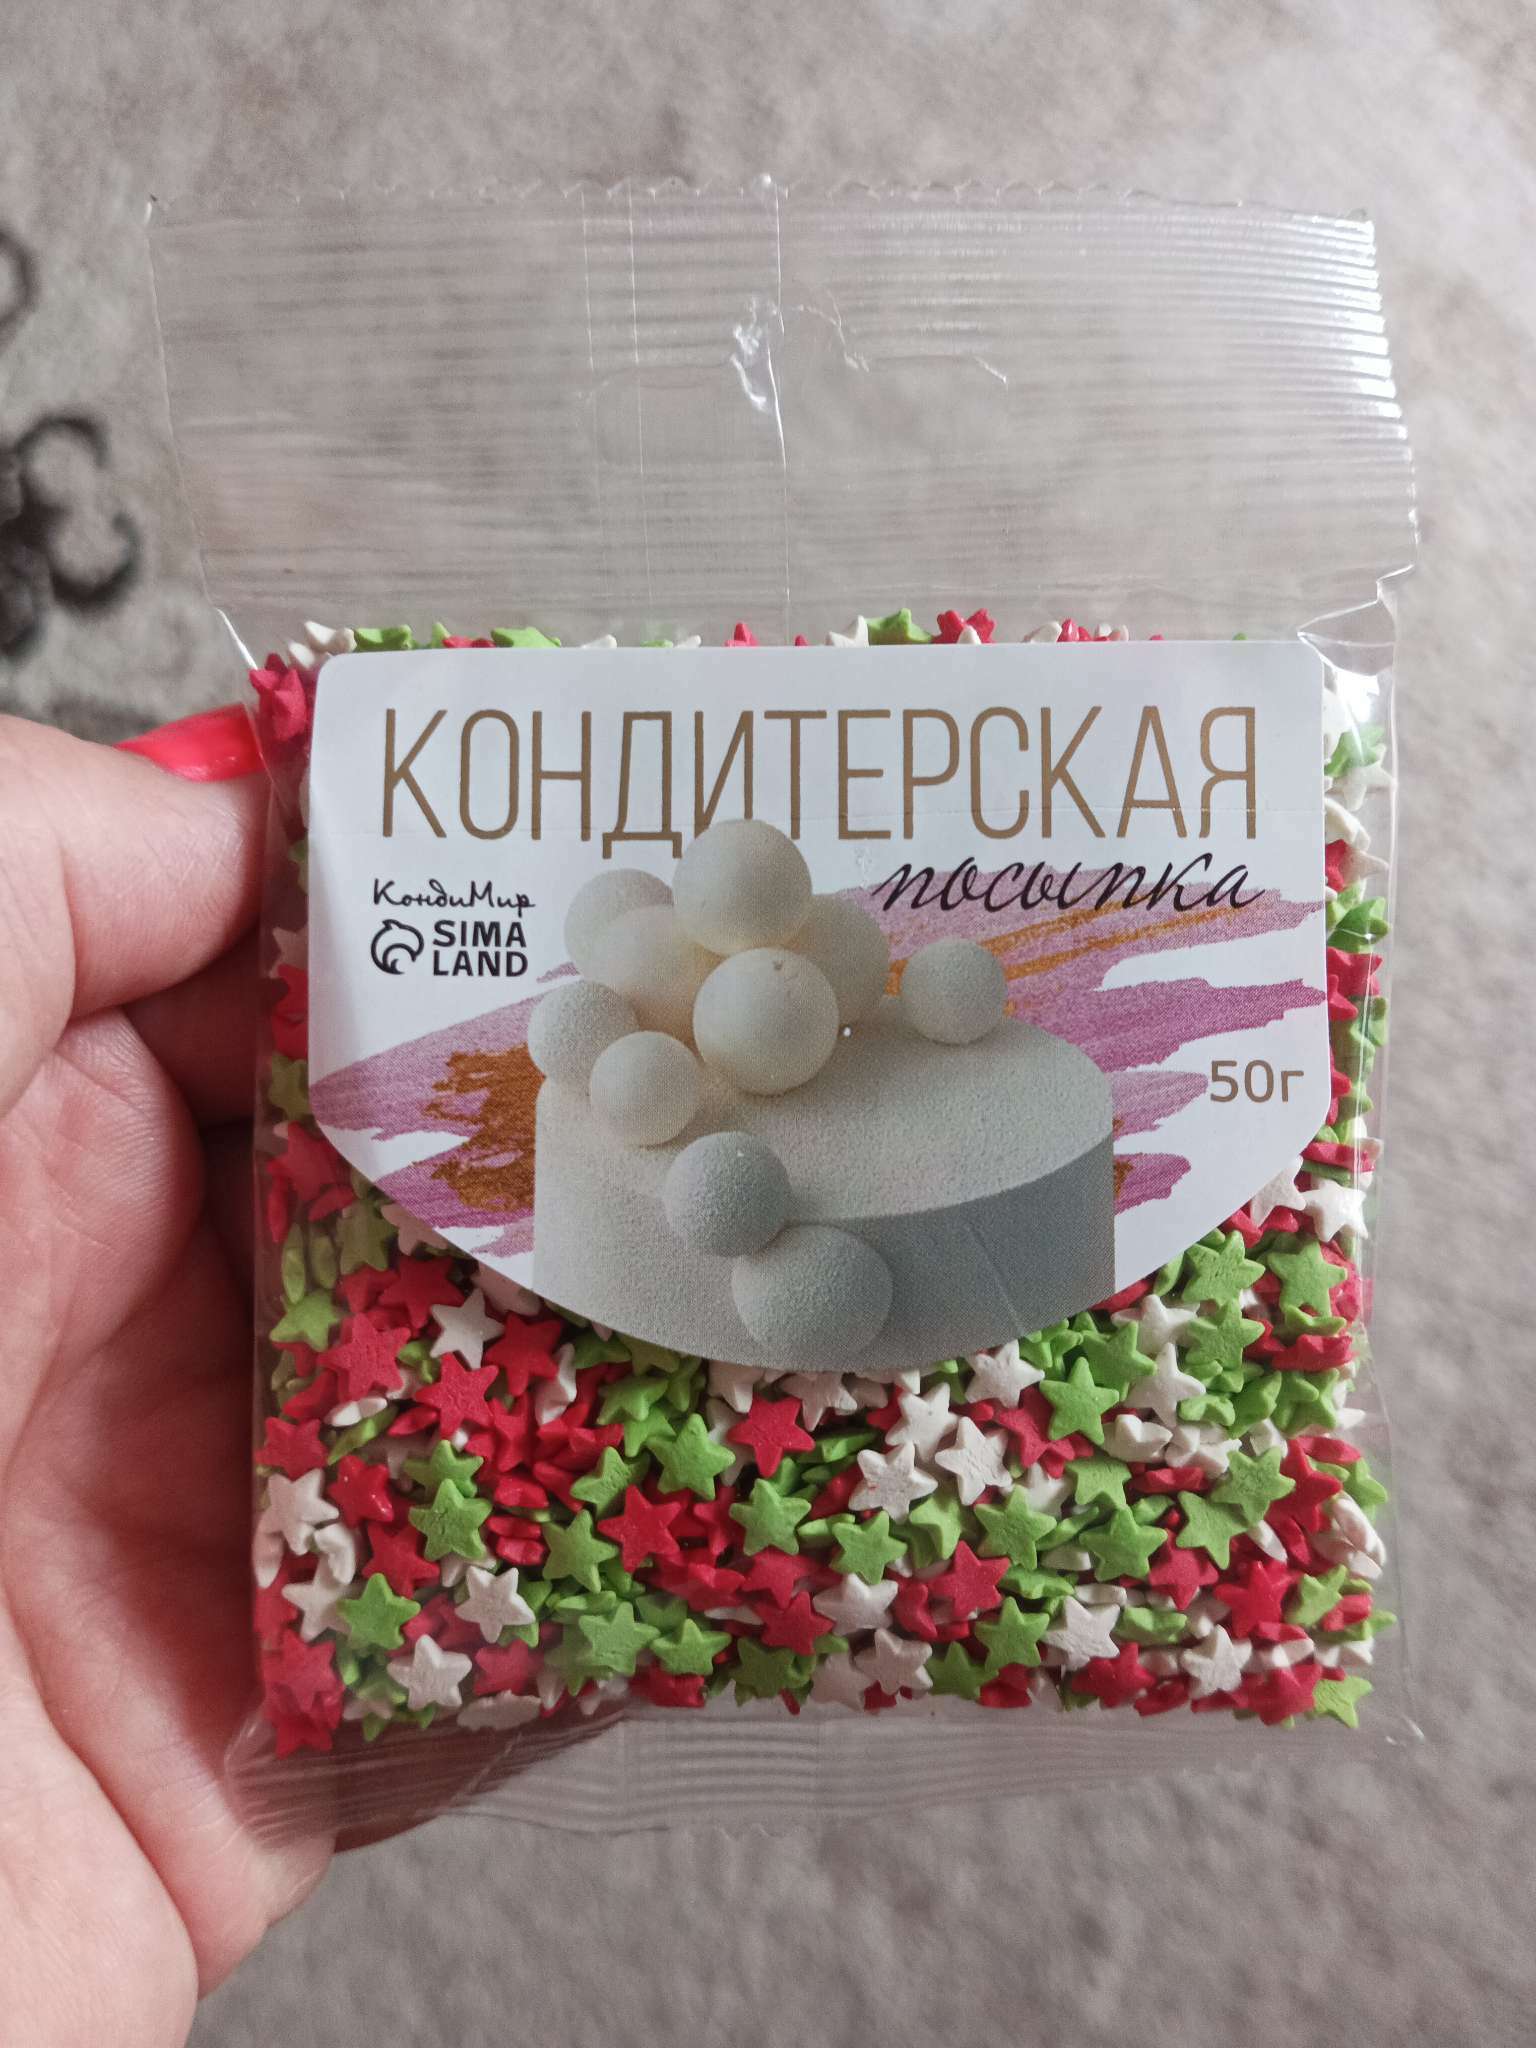 КОНДИТЕРСКАЯ
посыпка
КондиМир
SIMA
LAND
50г